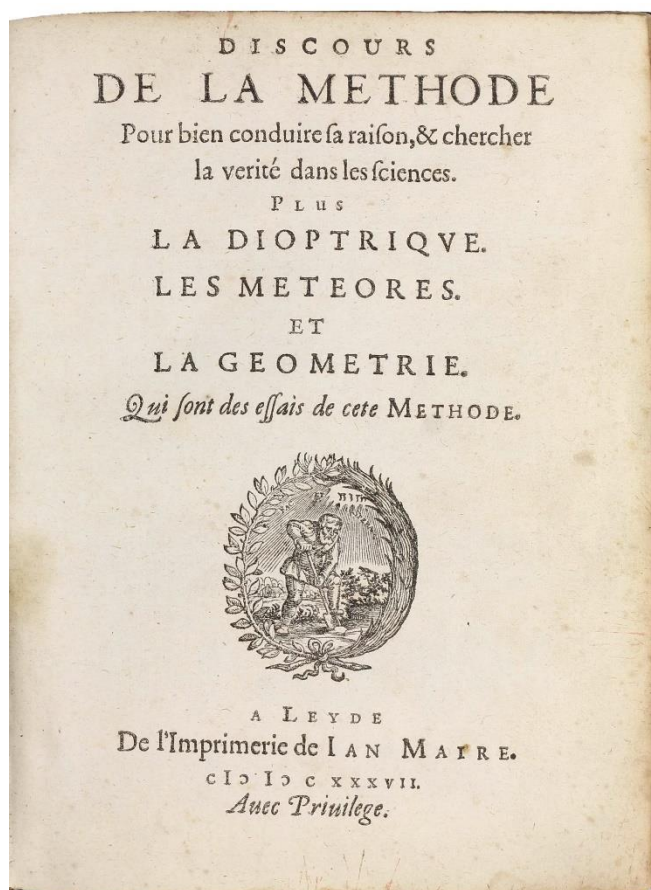 DISCOURS
DE LA METHODE
Pour bien conduire ſa raiſon,& chercher
la verité dans les ſciences.
PLUS
LA DIOPTRIQVE.
LES METEORES.
ET
LA GEOMETRIE.
Qui ſont des eſſais de cete METHODE.
A LEYDE
De l'Imprimerie de IAN MAIRE.
cIↄ Iↄ c XXXVII.
Auec Priuilege.